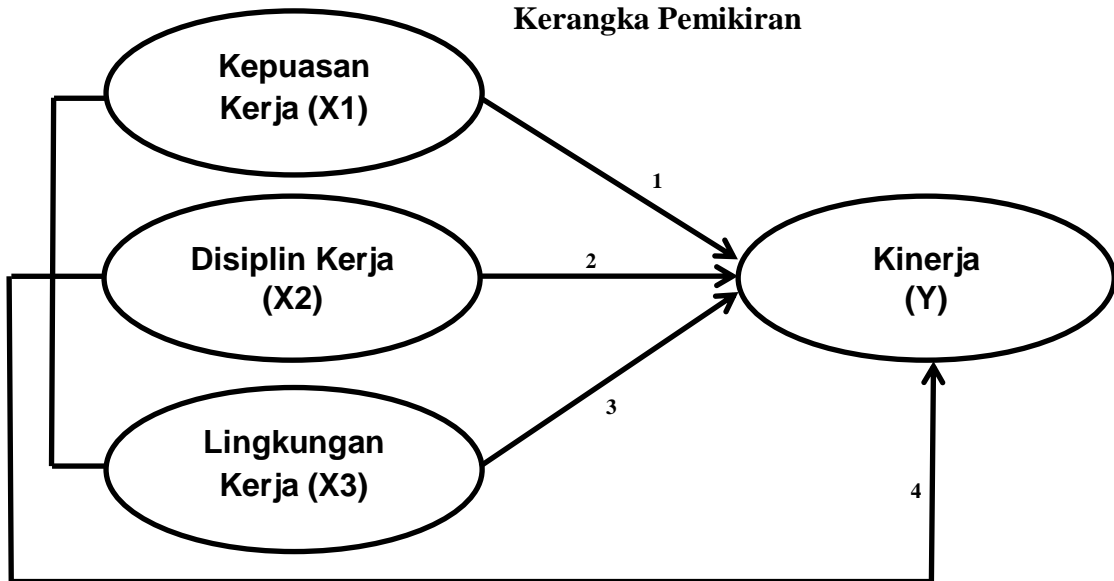 Kerangka Pemikiran
Kepuasan
Kerja (X1)
1
Disiplin Kerja
(X2)
2
Kinerja
(Y)
3
Lingkungan
Kerja (X3)
4